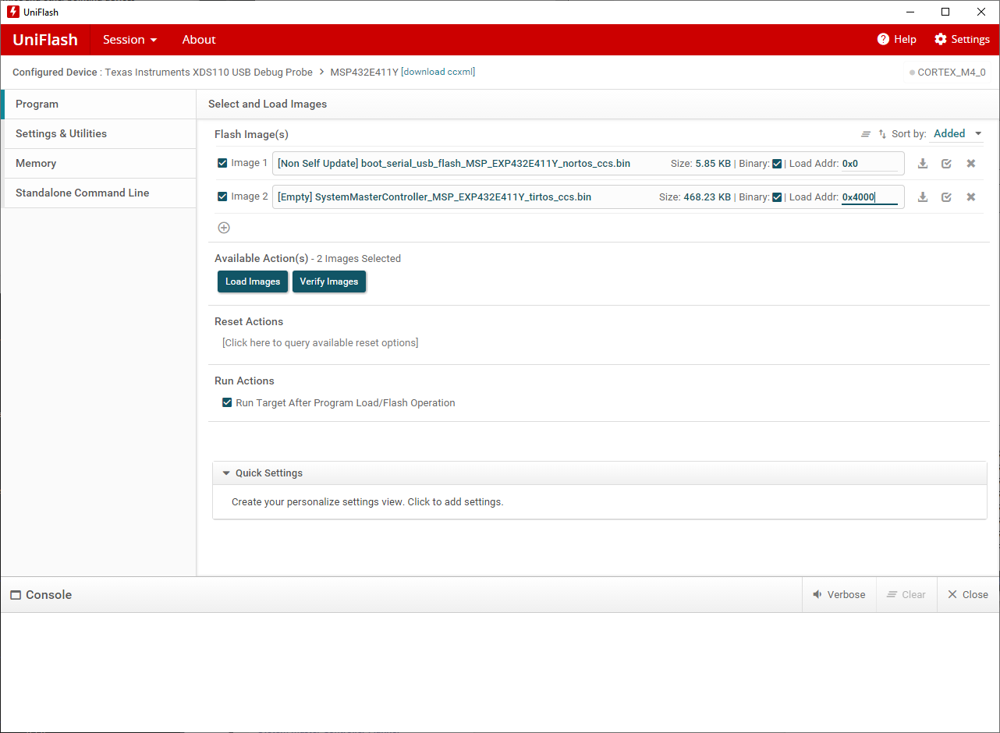 UniFlash
UniFlash Session About Help Settings
Configured Device : Texas Instruments XDS110 USB Debug Probe > MSP432E411Y [download ccxml] CORTEX_M4_0
Program
Settings & Utilities
Memory
Standalone Command Line
Select and Load Images
Flash Image(s) Sort by: Added
Image 1 [Non Self Update] boot_serial_usb_flash_MSP_EXP432E411Y_nortos_ccs.bin Size: 5.85 KB | Binary: | Load Addr: 0x0
Image 2 [Empty] SystemMasterController_MSP_EXP432E411Y_tirtos_ccs.bin Size: 468.23 KB | Binary: | Load Addr: 0x4000
Available Action(s) - 2 Images Selected
Load Images Verify Images
Reset Actions
[Click here to query available reset options]
Run Actions
Run Target After Program Load/Flash Operation
Quick Settings
Create your personalize settings view. Click to add settings.
Console Verbose Clear Close